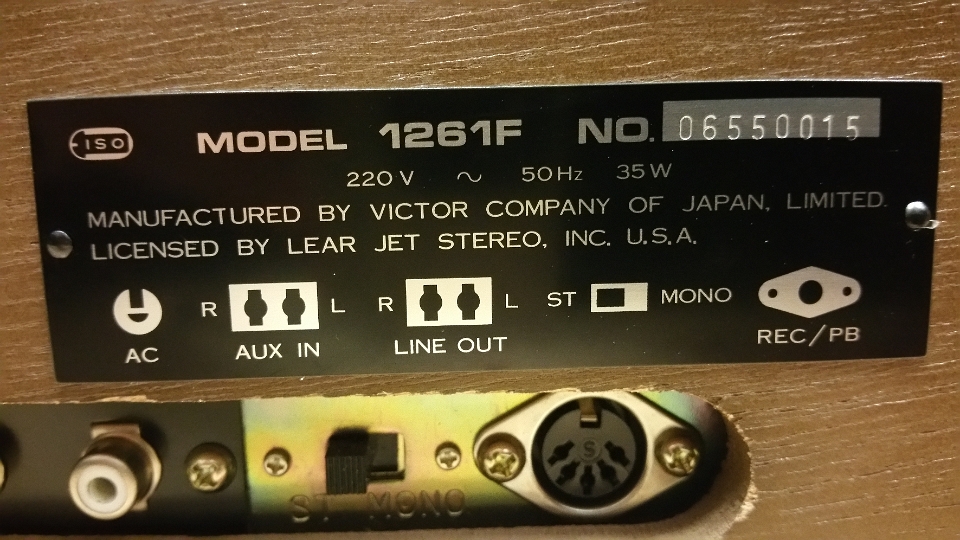 ISO MODEL 1261F NO. 06550015
220V ~ 50Hz 35W
MANUFACTURED BY VICTOR COMPANY OF JAPAN, LIMITED.
LICENSED BY LEAR JET STEREO, INC. U.S.A.
R L R L ST MONO
AC AUX IN LINE OUT REC/PB
S
ST MONO